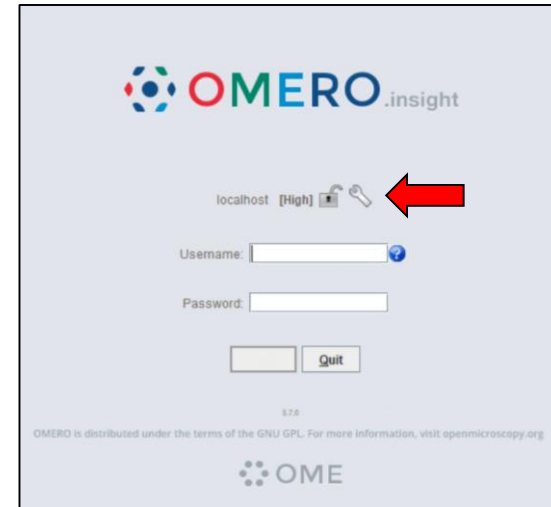 OMERO.insight
localhost [High]
Username:
?
Password:
Quit
5.7.0
OMERO is distributed under the terms of the GNU GPL. For more information, visit openmicroscopy.org
OME